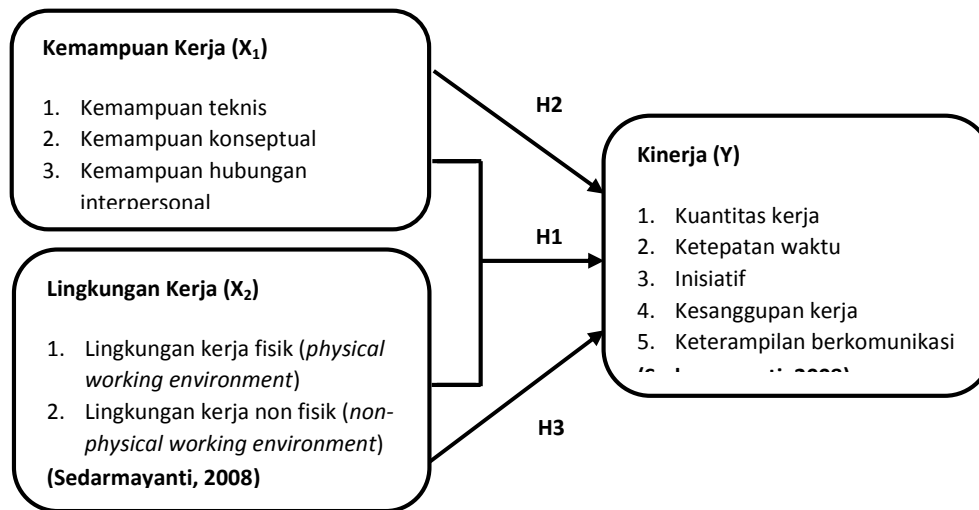 Kemampuan Kerja (X₁)
1. Kemampuan teknis
2. Kemampuan konseptual
3. Kemampuan hubungan
interpersonal
H2
Kinerja (Y)
1. Kuantitas kerja
2. Ketepatan waktu
3. Inisiatif
4. Kesanggupan kerja
5. Keterampilan berkomunikasi
H1
Lingkungan Kerja (X₂)
1. Lingkungan kerja fisik (physical
working environment)
2. Lingkungan kerja non fisik (non-
physical working environment)
(Sedarmayanti, 2008)
H3